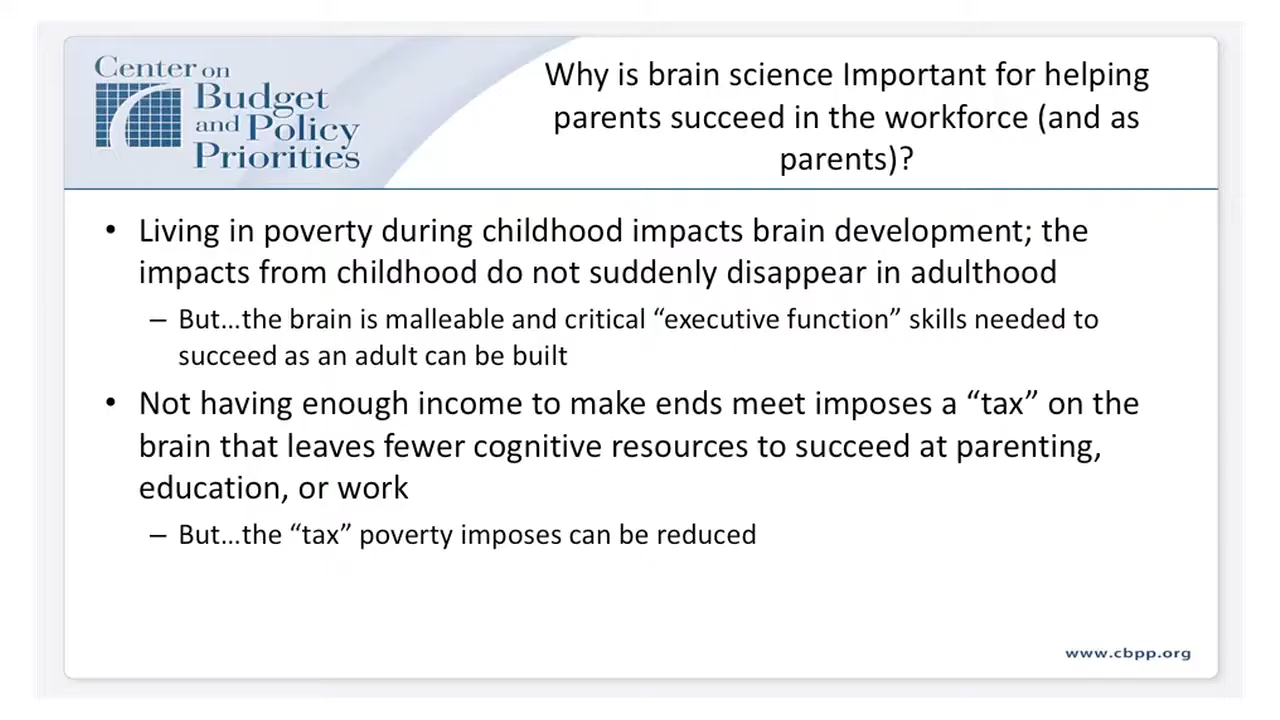 Center on
Budget
and Policy
Priorities
Why is brain science Important for helping
parents succeed in the workforce (and as
parents)?
• Living in poverty during childhood impacts brain development; the
impacts from childhood do not suddenly disappear in adulthood
– But...the brain is malleable and critical “executive function” skills needed to
succeed as an adult can be built
• Not having enough income to make ends meet imposes a “tax” on the
brain that leaves fewer cognitive resources to succeed at parenting,
education, or work
– But...the “tax” poverty imposes can be reduced
www.cbpp.org